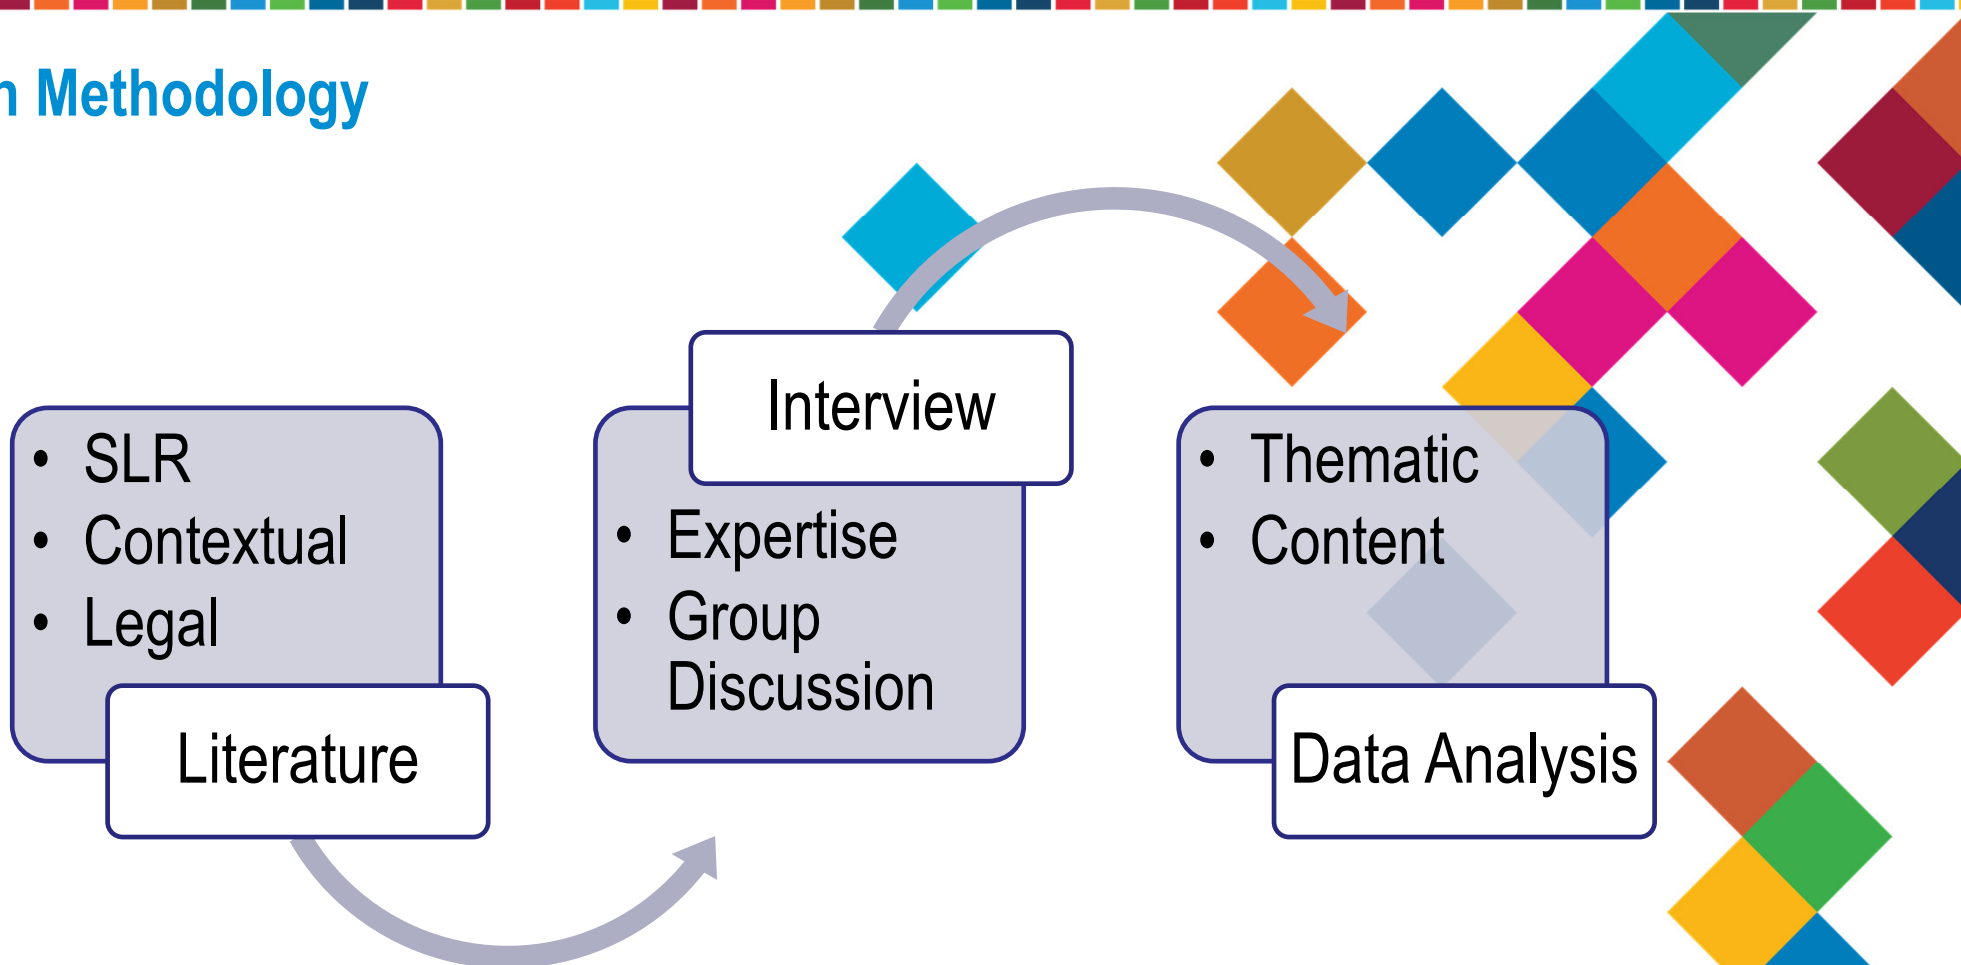 n Methodology
• SLR
• Contextual
• Legal
Literature
Interview
• Expertise
• Group
Discussion
• Thematic
• Content
Data Analysis